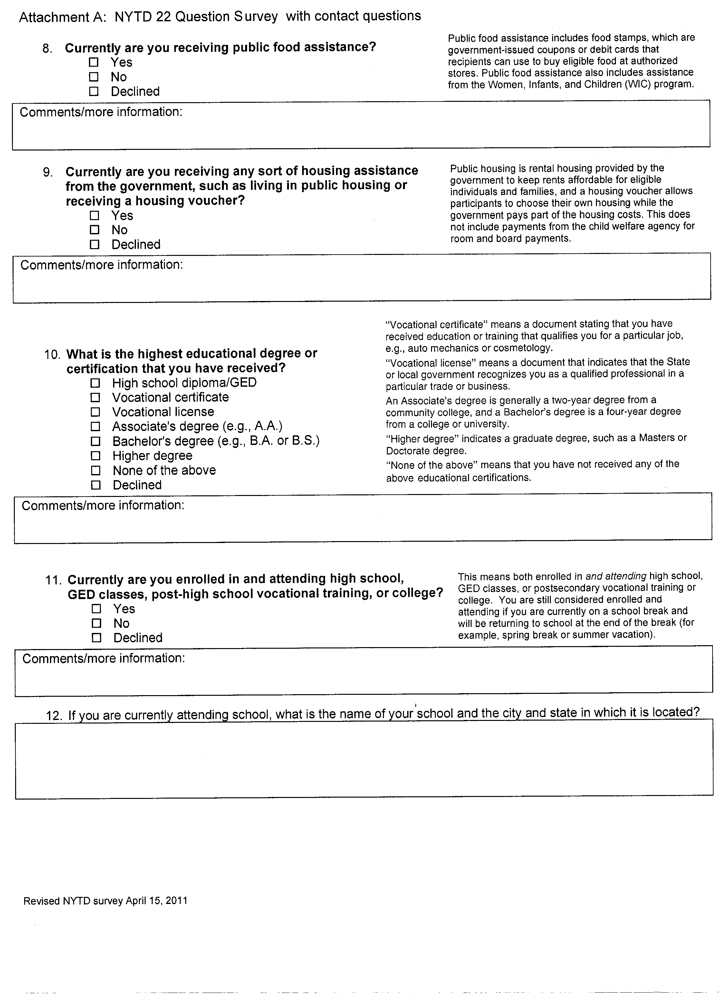 Attachment A: NYTD 22 Question Survey with contact questions
8. Currently are you receiving public food assistance?
☐ Yes
☐ No
☐ Declined
Public food assistance includes food stamps, which are
government-issued coupons or debit cards that
recipients can use to buy eligible food at authorized
stores. Public food assistance also includes assistance
from the Women, Infants, and Children (WIC) program.
Comments/more information:
9. Currently are you receiving any sort of housing assistance
from the government, such as living in public housing or
receiving a housing voucher?
☐ Yes
☐ No
☐ Declined
Public housing is rental housing provided by the
government to keep rents affordable for eligible
individuals and families, and a housing voucher allows
participants to choose their own housing while the
government pays part of the housing costs. This does
not include payments from the child welfare agency for
room and board payments.
Comments/more information:
10. What is the highest educational degree or
certification that you have received?
☐ High school diploma/GED
☐ Vocational certificate
☐ Vocational license
☐ Associate's degree (e.g., A.A.)
☐ Bachelor's degree (e.g., B.A. or B.S.)
☐ Higher degree
☐ None of the above
☐ Declined
“Vocational certificate” means a document stating that you have
received education or training that qualifies you for a particular job,
e.g., auto mechanics or cosmetology.
“Vocational license” means a document that indicates that the State
or local government recognizes you as a qualified professional in a
particular trade or business.
An Associate’s degree is generally a two-year degree from a
community college, and a Bachelor’s degree is a four-year degree
from a college or university.
“Higher degree” indicates a graduate degree, such as a Masters or
Doctorate degree.
“None of the above” means that you have not received any of the
above educational certifications.
Comments/more information:
11. Currently are you enrolled in and attending high school,
GED classes, post-high school vocational training, or college?
☐ Yes
☐ No
☐ Declined
This means both enrolled in and attending high school,
GED classes, or postsecondary vocational training or
college. You are still considered enrolled and
attending if you are currently on a school break and
will be returning to school at the end of the break (for
example, spring break or summer vacation).
Comments/more information:
12. If you are currently attending school, what is the name of your school and the city and state in which it is located?
Revised NYTD survey April 15, 2011